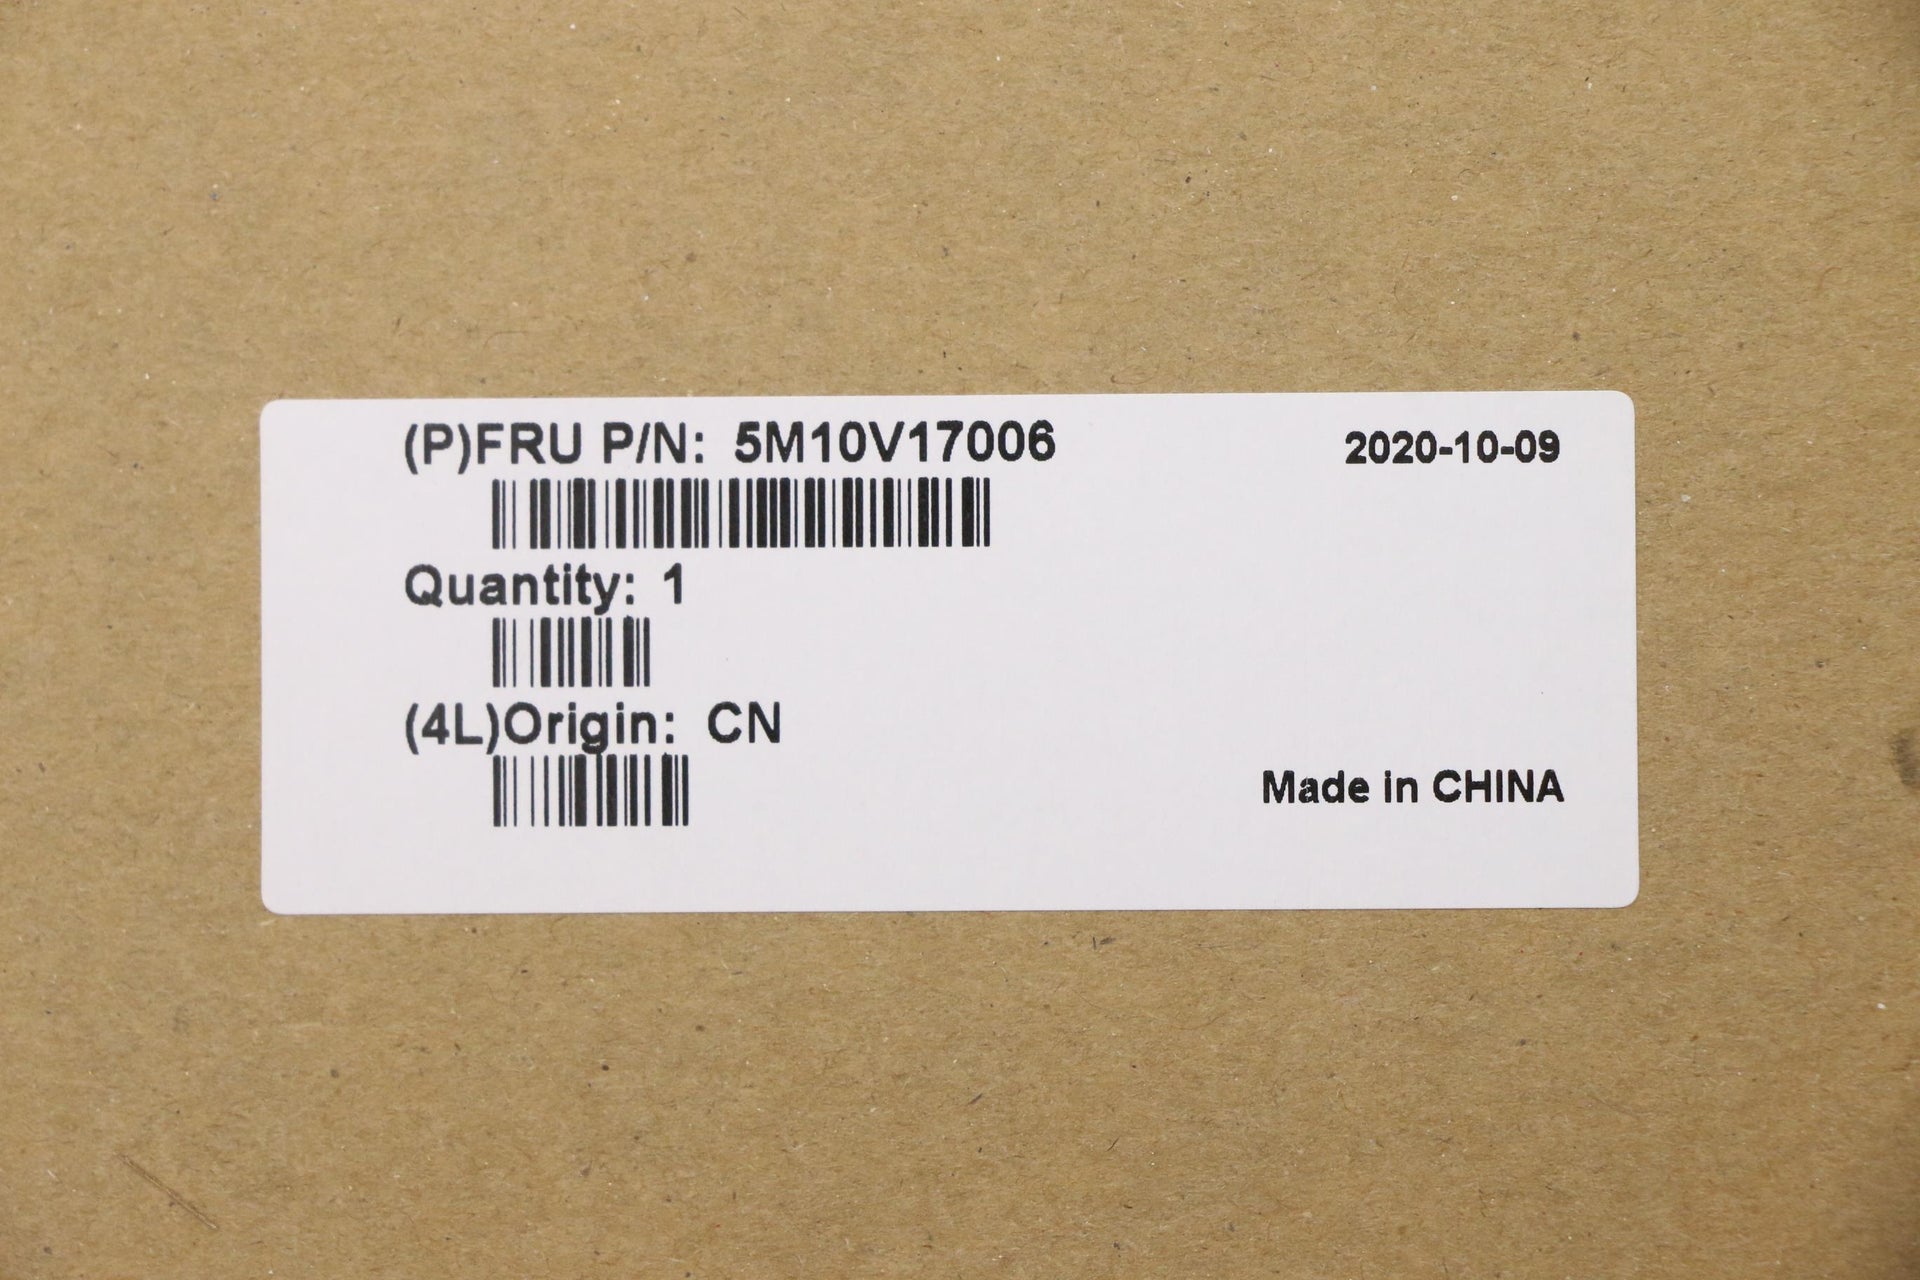 (P)FRU P/N: 5M10V17006
2020-10-09
Quantity: 1
(4L)Origin: CN
Made in CHINA